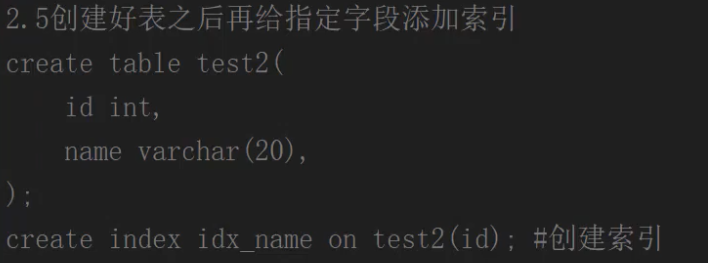 2.5创建好表之后再给指定字段添加索引
create table test2(
    id int,
    name varchar(20),
);
create index idx_name on test2(id); #创建索引